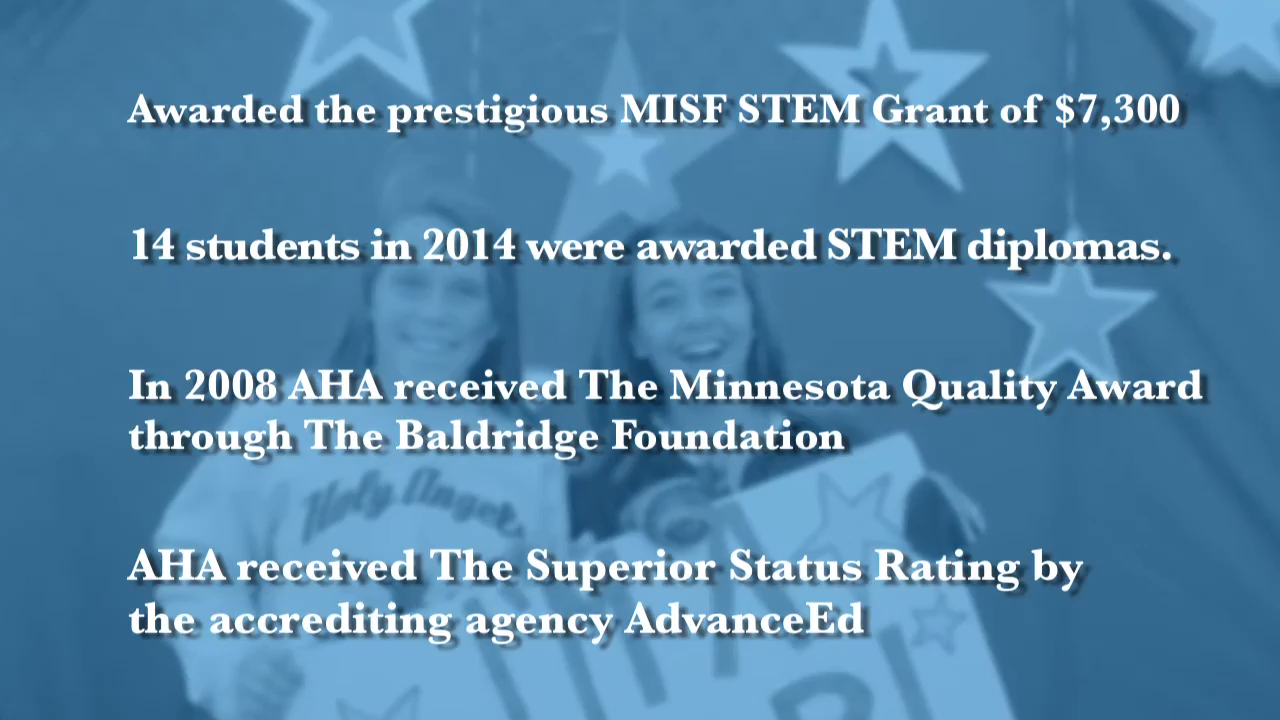 Awarded the prestigious MISF STEM Grant of $7,300
14 students in 2014 were awarded STEM diplomas.
In 2008 AHA received The Minnesota Quality Award
through The Baldridge Foundation
Holy Angels
AHA received The Superior Status Rating by
the accrediting agency AdvanceEd